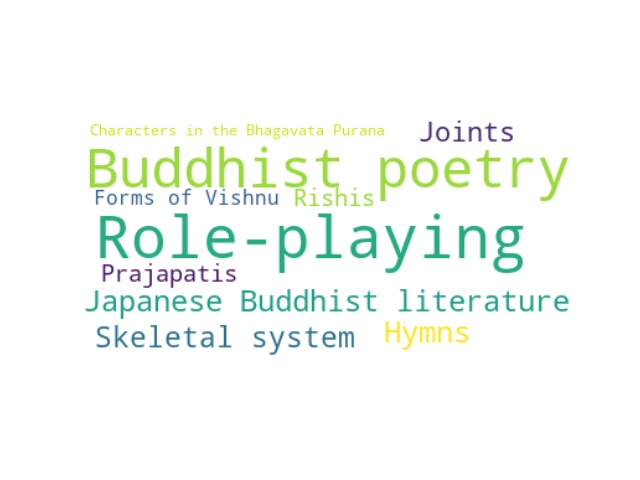 Characters in the Bhagavata Purana Joints
Buddhist poetry
Forms of Vishnu Rishis
Role-playing
Prajapatis
Japanese Buddhist literature
Skeletal system Hymns